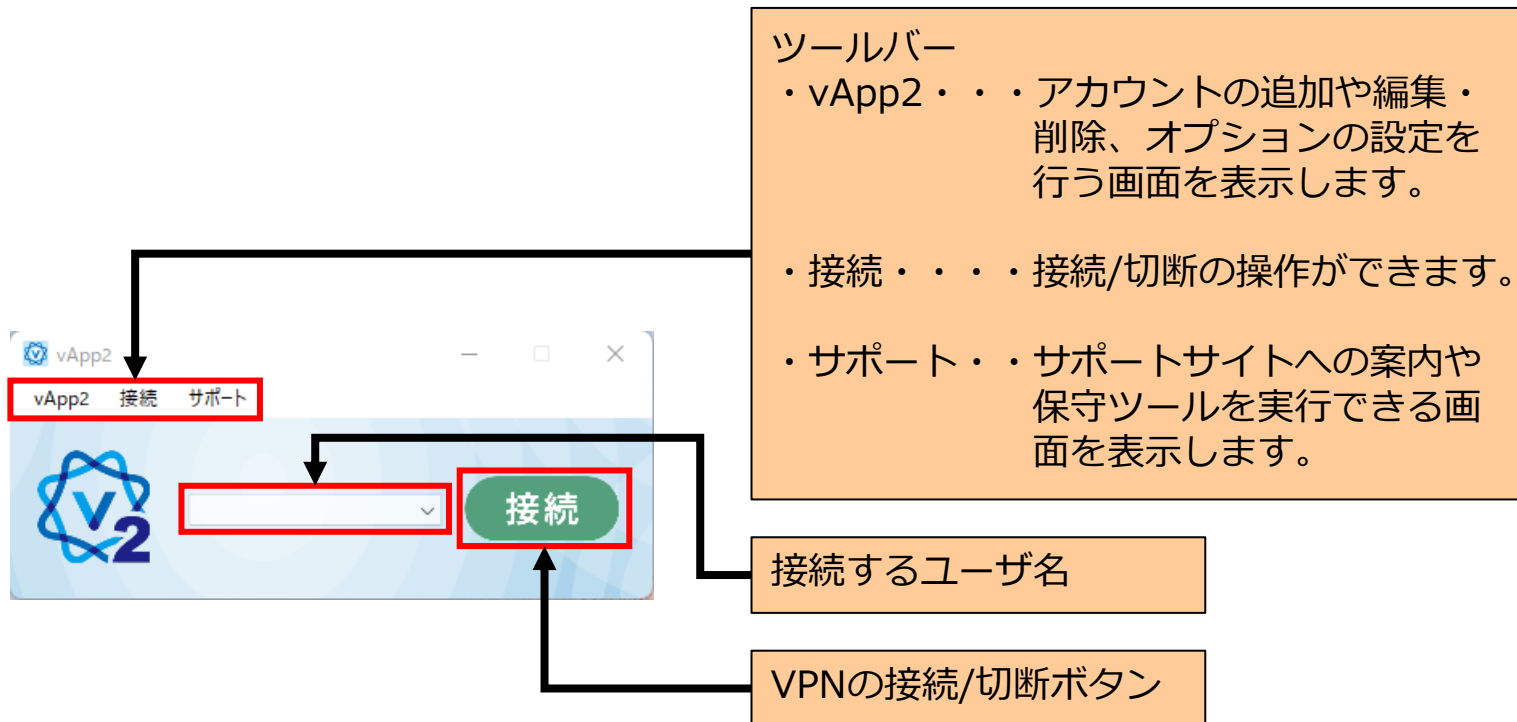 ツールバー
・vApp2・・・アカウントの追加や編集・
削除、オプションの設定を
行う画面を表示します。
・接続・・・・接続/切断の操作ができます。
・サポート・・サポートサイトへの案内や
保守ツールを実行できる画
面を表示します。
vApp2
vApp2 接続 サポート
V2
接続
接続するユーザ名
VPNの接続/切断ボタン